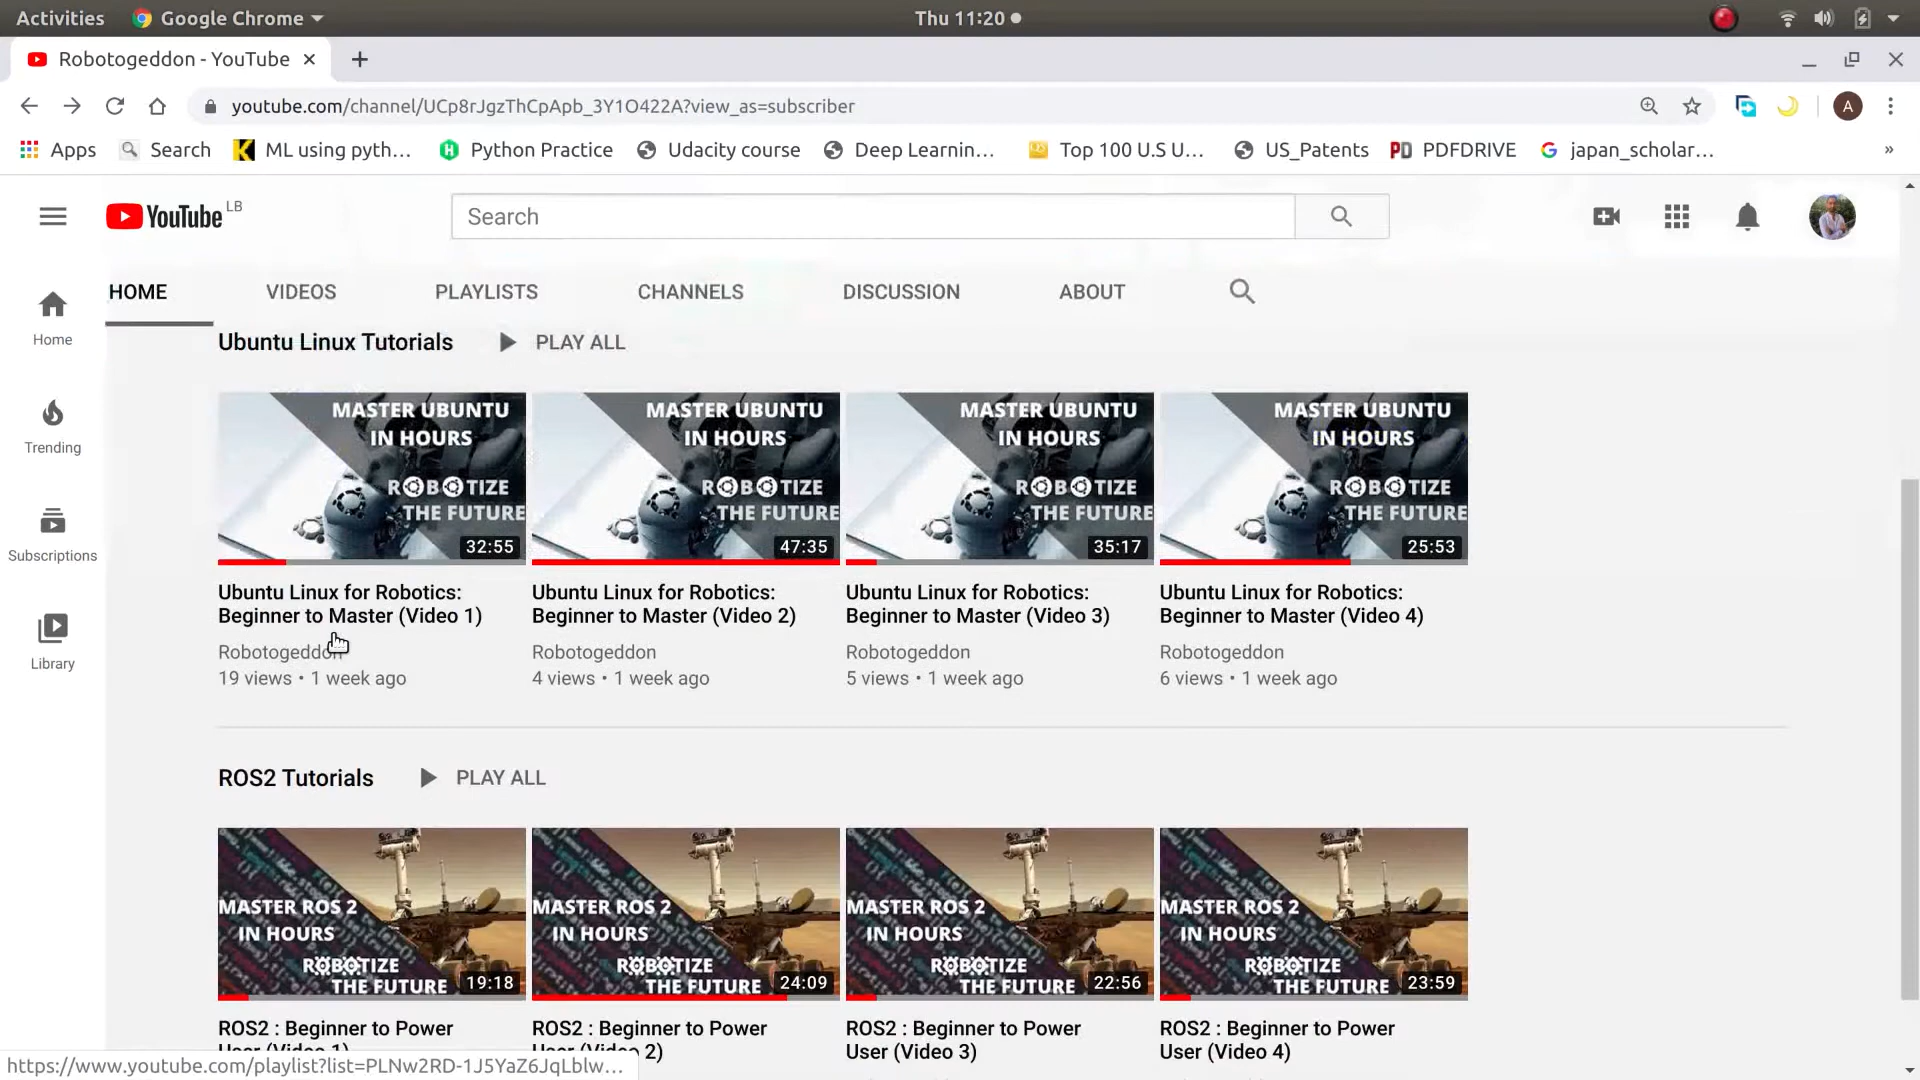 Activities Google Chrome Thu 11:20
Robotogeddon - YouTube
youtube.com/channel/UCp8rJgzThCpApb_3Y1O422A?view_as=subscriber A
Apps Search ML using pyth... Python Practice Udacity course Deep Learnin... Top 100 U.S U... US_Patents PD PDFDRIVE japan_scholar... »
YouTube LB Search
HOME VIDEOS PLAYLISTS CHANNELS DISCUSSION ABOUT
Home
Trending
Subscriptions
Library
Ubuntu Linux Tutorials PLAY ALL
MASTER UBUNTU MASTER UBUNTU MASTER UBUNTU MASTER UBUNTU
IN HOURS IN HOURS IN HOURS IN HOURS
ROBOTIZE ROBOTIZE ROBOTIZE ROBOTIZE
THE FUTURE THE FUTURE THE FUTURE THE FUTURE
32:55 47:35 35:17 25:53
Ubuntu Linux for Robotics: Ubuntu Linux for Robotics: Ubuntu Linux for Robotics: Ubuntu Linux for Robotics:
Beginner to Master (Video 1) Beginner to Master (Video 2) Beginner to Master (Video 3) Beginner to Master (Video 4)
Robotogeddon Robotogeddon Robotogeddon Robotogeddon
19 views • 1 week ago 4 views • 1 week ago 5 views • 1 week ago 6 views • 1 week ago
ROS2 Tutorials PLAY ALL
MASTER ROS 2 MASTER ROS 2 MASTER ROS 2 MASTER ROS 2
IN HOURS IN HOURS IN HOURS IN HOURS
ROBOTIZE ROBOTIZE ROBOTIZE ROBOTIZE
THE FUTURE THE FUTURE THE FUTURE THE FUTURE
19:18 24:09 22:56 23:59
ROS2 : Beginner to Power ROS2 : Beginner to Power ROS2 : Beginner to Power ROS2 : Beginner to Power
User (Video 1) User (Video 2) User (Video 3) User (Video 4)
https://www.youtube.com/playlist?list=PLNw2RD-1J5YaZ6JqLblw...